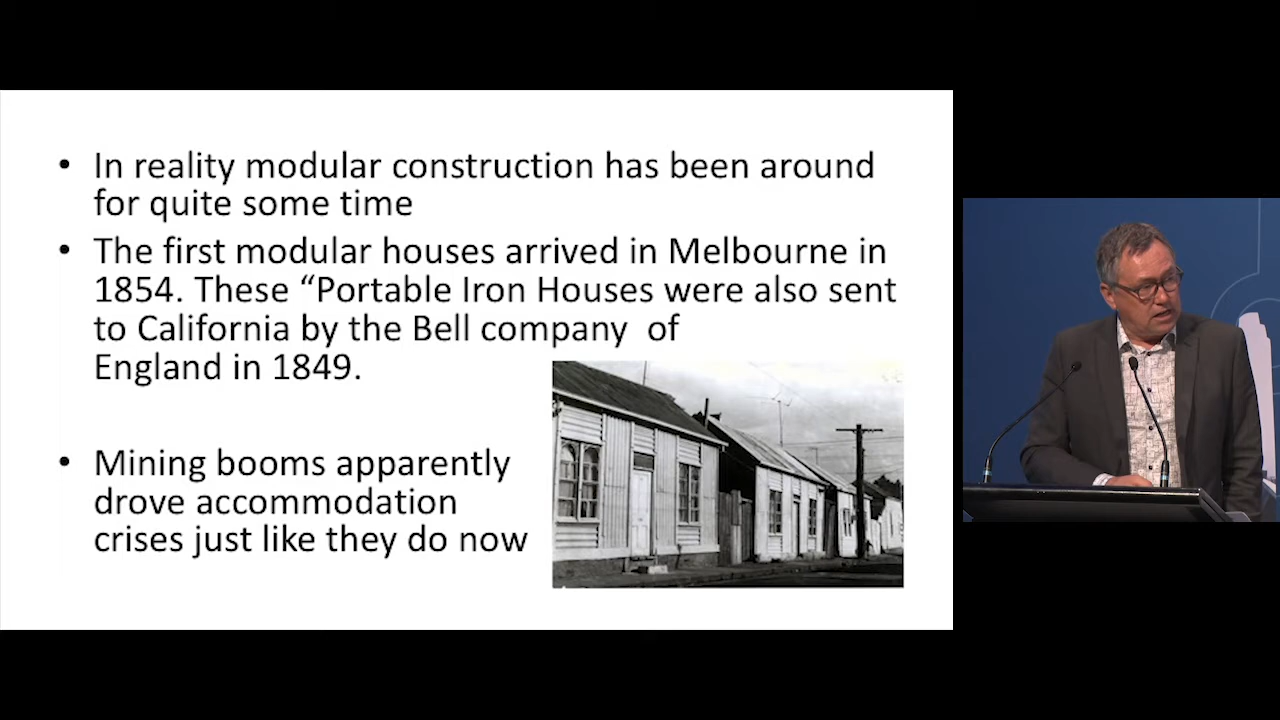 • In reality modular construction has been around
for quite some time
• The first modular houses arrived in Melbourne in
1854. These “Portable Iron Houses were also sent
to California by the Bell company  of
England in 1849.
• Mining booms apparently
drove accommodation
crises just like they do now